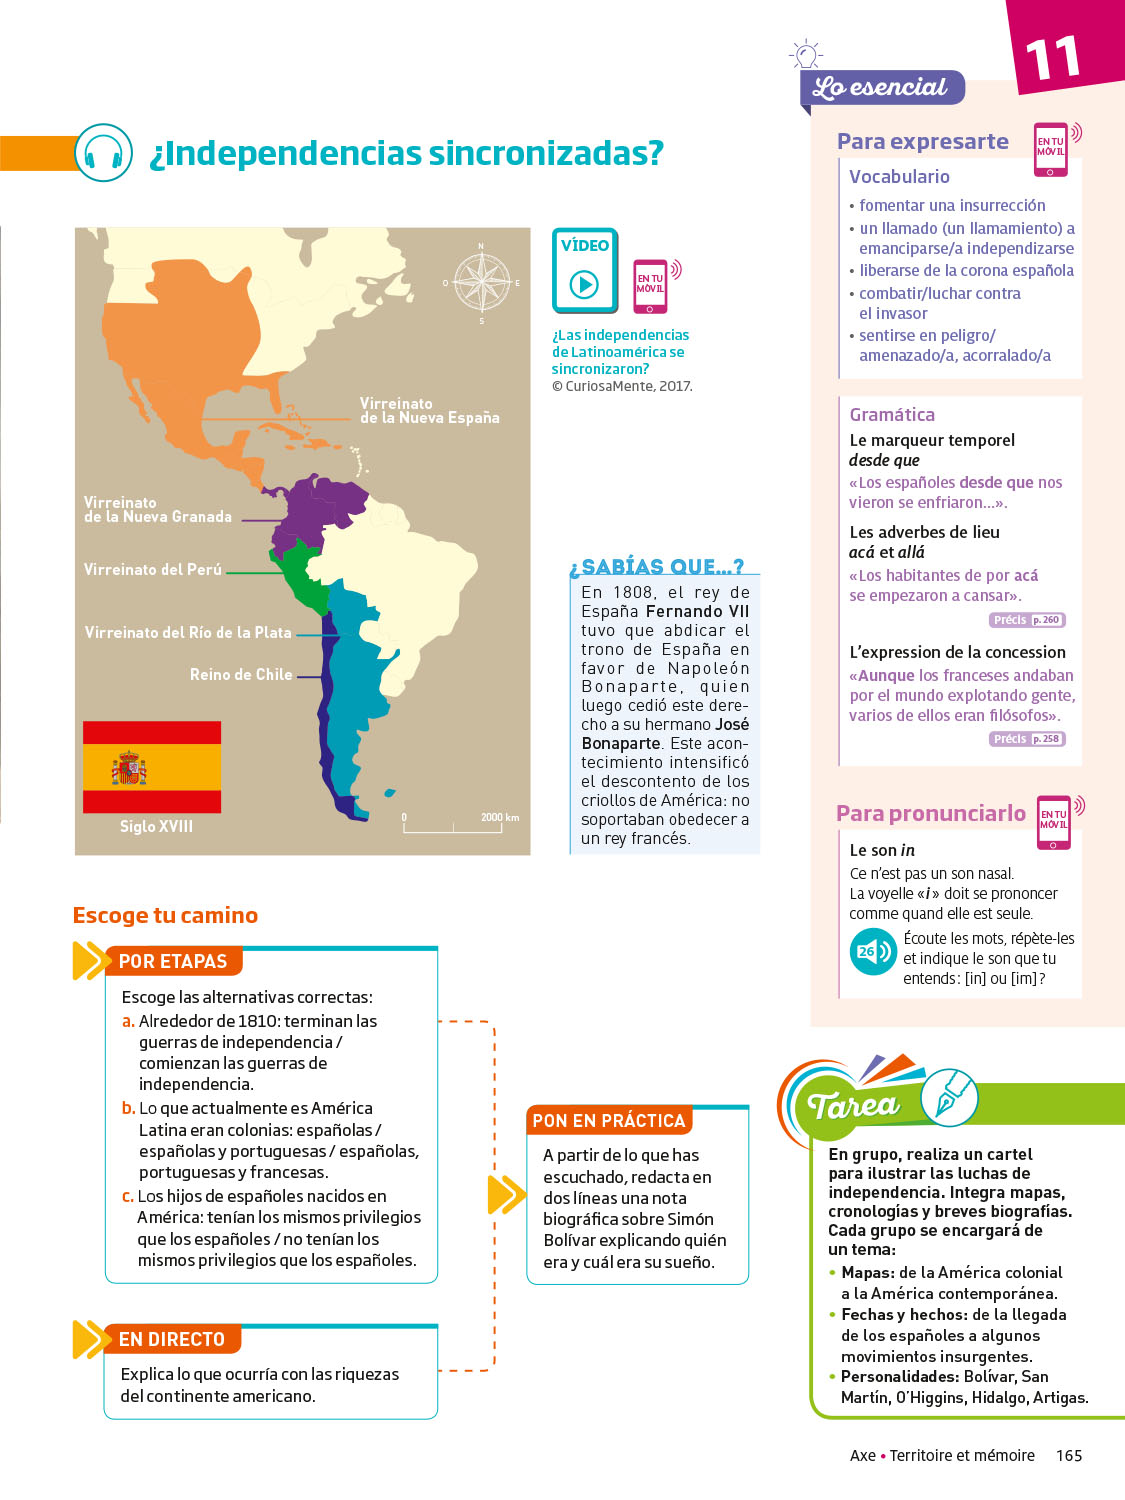 11
¿Independencias sincronizadas?
N
O
E
S
Virreinato
de la Nueva España
Virreinato
de la Nueva Granada
Virreinato del Perú
Virreinato del Río de la Plata
Reino de Chile
Siglo XVIII
0 2000 km
VÍDEO
EN TU
MÓVIL
¿Las independencias
de Latinoamérica se
sincronizaron?
© CuriosaMente, 2017.
¿SABÍAS QUE...?
En 1808, el rey de
España Fernando VII
tuvo que abdicar el
trono de España en
favor de Napoleón
Bonaparte, quien
luego cedió este dere-
cho a su hermano José
Bonaparte. Este acon-
tecimiento intensificó
el descontento de los
criollos de América: no
soportaban obedecer a
un rey francés.
Escoge tu camino
POR ETAPAS
Escoge las alternativas correctas:
a. Alrededor de 1810: terminan las
guerras de independencia /
comienzan las guerras de
independencia.
b. Lo que actualmente es América
Latina eran colonias: españolas /
españolas y portuguesas / españolas,
portuguesas y francesas.
c. Los hijos de españoles nacidos en
América: tenían los mismos privilegios
que los españoles / no tenían los
mismos privilegios que los españoles.
EN DIRECTO
Explica lo que ocurría con las riquezas
del continente americano.
PON EN PRÁCTICA
A partir de lo que has
escuchado, redacta en
dos líneas una nota
biográfica sobre Simón
Bolívar explicando quién
era y cuál era su sueño.
Lo esencial
Para expresarte
EN TU
MÓVIL
Vocabulario
• fomentar una insurrección
• un llamado (un llamamiento) a
emanciparse/a independizarse
• liberarse de la corona española
• combatir/luchar contra
el invasor
• sentirse en peligro/
amenazado/a, acorralado/a
Gramática
Le marqueur temporel
desde que
«Los españoles desde que nos
vieron se enfriaron...».
Les adverbes de lieu
acá et allá
«Los habitantes de por acá
se empezaron a cansar».
Précis p. 260
L'expression de la concession
«Aunque los franceses andaban
por el mundo explotando gente,
varios de ellos eran filósofos».
Précis p. 258
Para pronunciarlo
EN TU
MÓVIL
Le son in
Ce n'est pas un son nasal.
La voyelle «i» doit se prononcer
comme quand elle est seule.
26
Écoute les mots, répète-les
et indique le son que tu
entends : [in] ou [im] ?
Tarea
En grupo, realiza un cartel
para ilustrar las luchas de
independencia. Integra mapas,
cronologías y breves biografías.
Cada grupo se encargará de
un tema:
• Mapas: de la América colonial
a la América contemporánea.
• Fechas y hechos: de la llegada
de los españoles a algunos
movimientos insurgentes.
• Personalidades: Bolívar, San
Martín, O'Higgins, Hidalgo, Artigas.
Axe • Territoire et mémoire 165